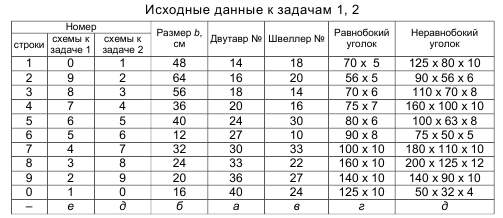 Исходные данные к задачам 1, 2
Номер Размер b, см Двутавр № Швеллер № Равнобокий уголок Неравнобокий уголок
строки схемы к задаче 1 схемы к задаче 2
1 0 1 48 14 18 70 х 5 125 х 80 х 10
2 9 2 64 16 20 56 х 5 90 х 56 х 6
3 8 3 56 18 14 70 х 6 110 х 70 х 8
4 7 4 36 20 16 75 х 7 160 х 100 х 10
5 6 5 40 24 30 80 х 6 100 х 63 х 8
6 5 6 12 27 10 90 х 8 75 х 50 х 5
7 4 7 32 30 33 100 х 10 180 х 110 х 10
8 3 8 24 33 22 160 х 10 200 х 125 х 12
9 2 9 20 36 27 140 х 10 140 х 90 х 10
0 1 0 16 40 24 125 х 10 50 х 32 х 4
– е д б а в г д